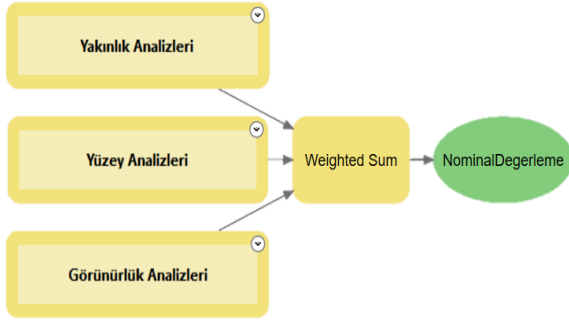 Yakınlık Analizleri
Yüzey Analizleri
Weighted Sum
NominalDegerleme
Görünürlük Analizleri